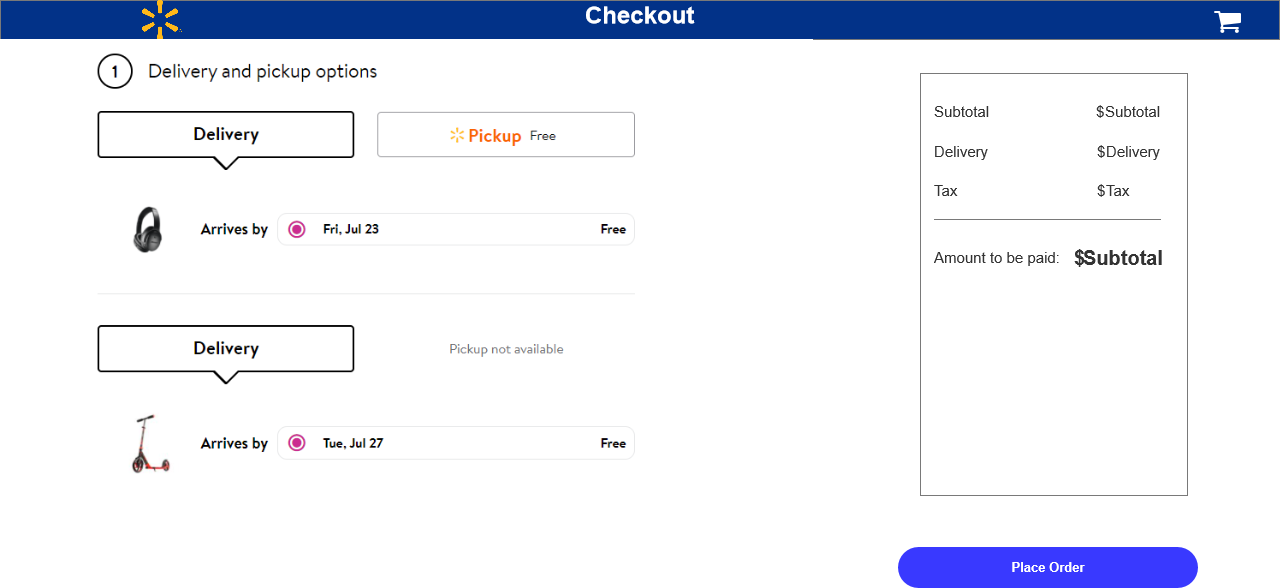 Checkout
1 Delivery and pickup options
Delivery
Pickup Free
Arrives by Fri, Jul 23 Free
Delivery
Pickup not available
Arrives by Tue, Jul 27 Free
Subtotal $Subtotal
Delivery $Delivery
Tax $Tax
Amount to be paid: $Subtotal
Place Order